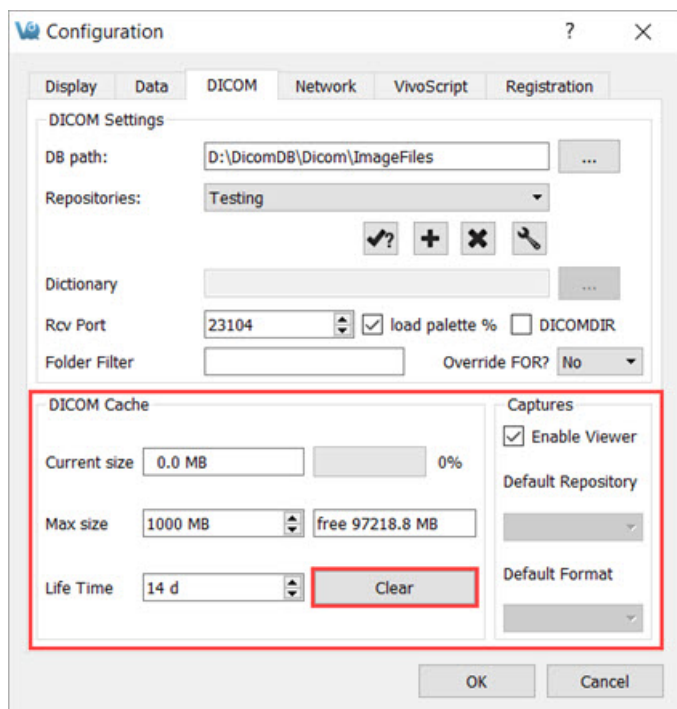 Configuration ?
Display Data DICOM Network VivoScript Registration
DICOM Settings
DB path: D:\DicomDB\Dicom\ImageFiles ...
Repositories: Testing
?
Dictionary ...
Rcv Port 23104 load palette % DICOMDIR
Folder Filter Override FOR? No
DICOM Cache
Current size 0.0 MB 0%
Max size 1000 MB free 97218.8 MB
Life Time 14 d Clear
Captures
Enable Viewer
Default Repository
Default Format
OK Cancel